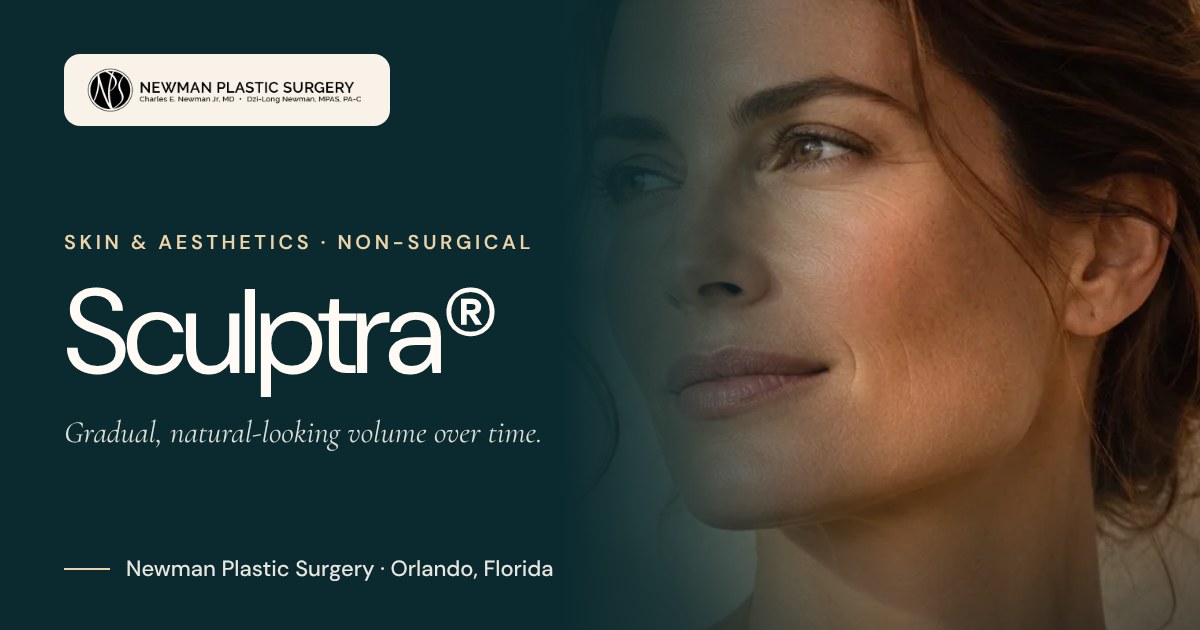 NEWMAN PLASTIC SURGERY
Charles E. Newman Jr, MD • Dzi-Long Newman, MPAS, PA-C
SKIN & AESTHETICS · NON-SURGICAL
Sculptra®
Gradual, natural-looking volume over time.
Newman Plastic Surgery · Orlando, Florida